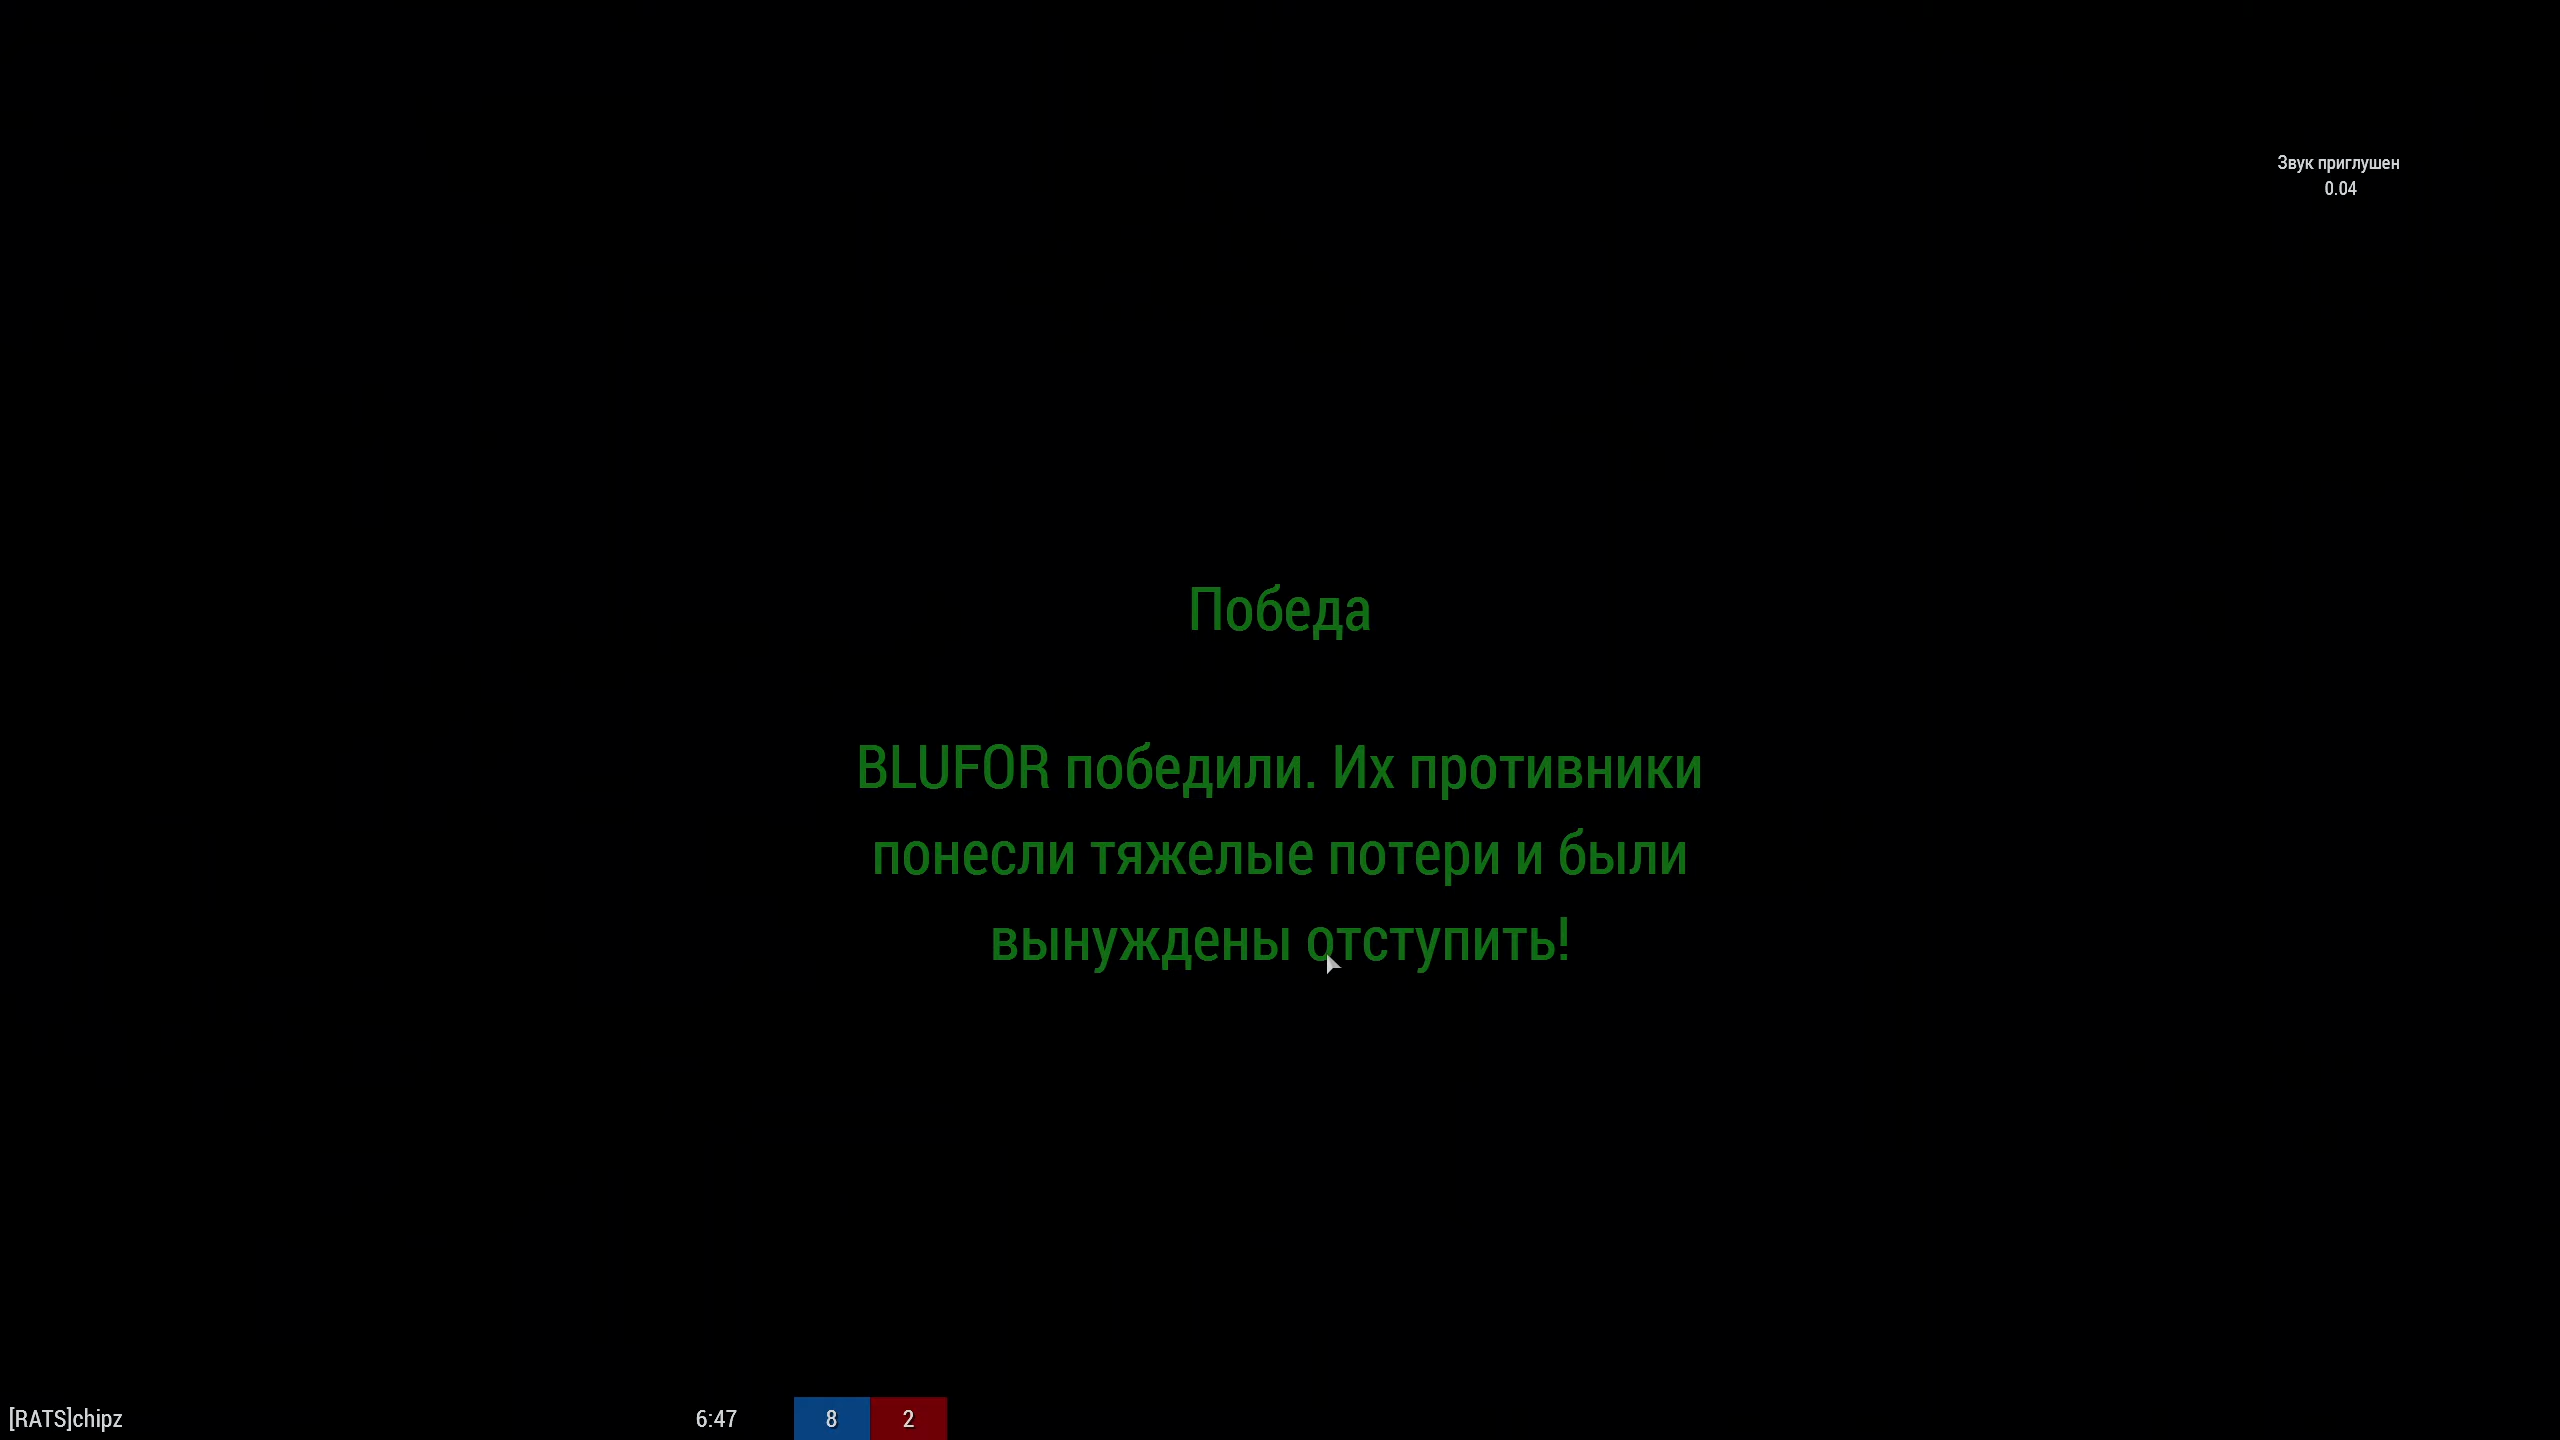 Звук приглушен
0.04
Победа
BLUFOR победили. Их противники
понесли тяжелые потери и были
вынуждены отступить!
[RATS]chipz
6:47
8
2